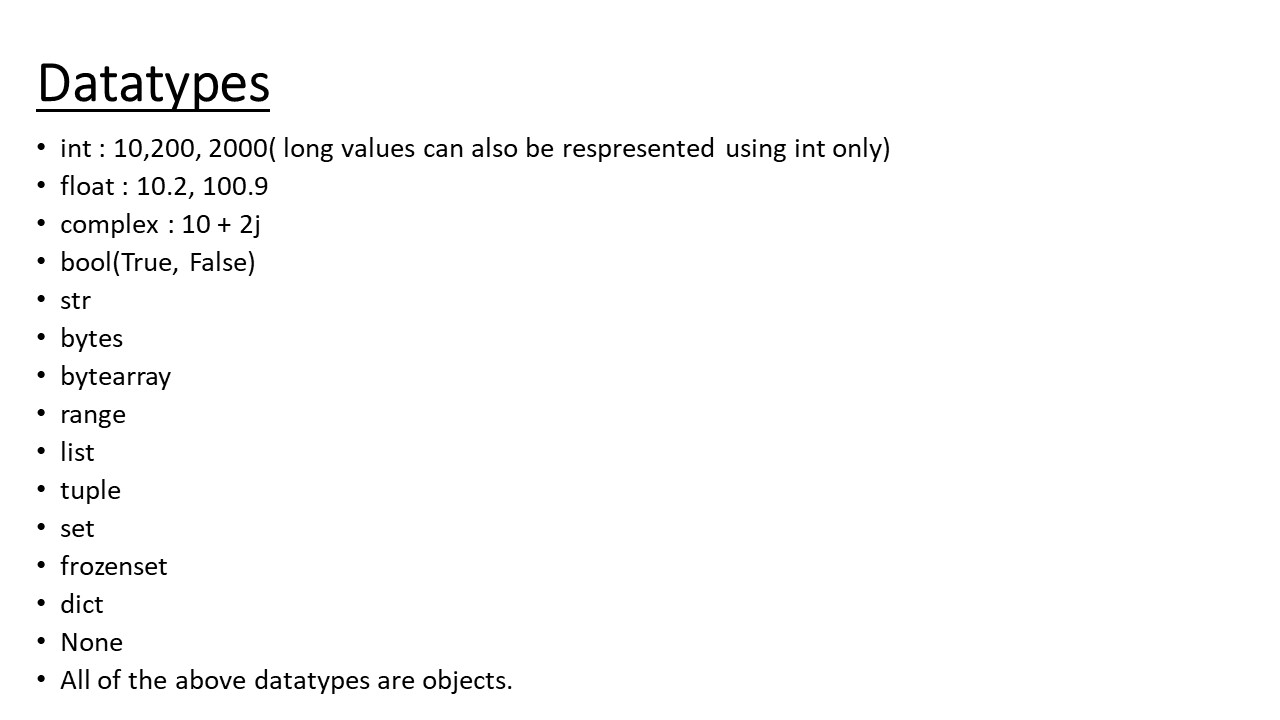 Datatypes
• int : 10,200, 2000( long values can also be respresented using int only)
• float : 10.2, 100.9
• complex : 10 + 2j
• bool(True, False)
• str
• bytes
• bytearray
• range
• list
• tuple
• set
• frozenset
• dict
• None
• All of the above datatypes are objects.